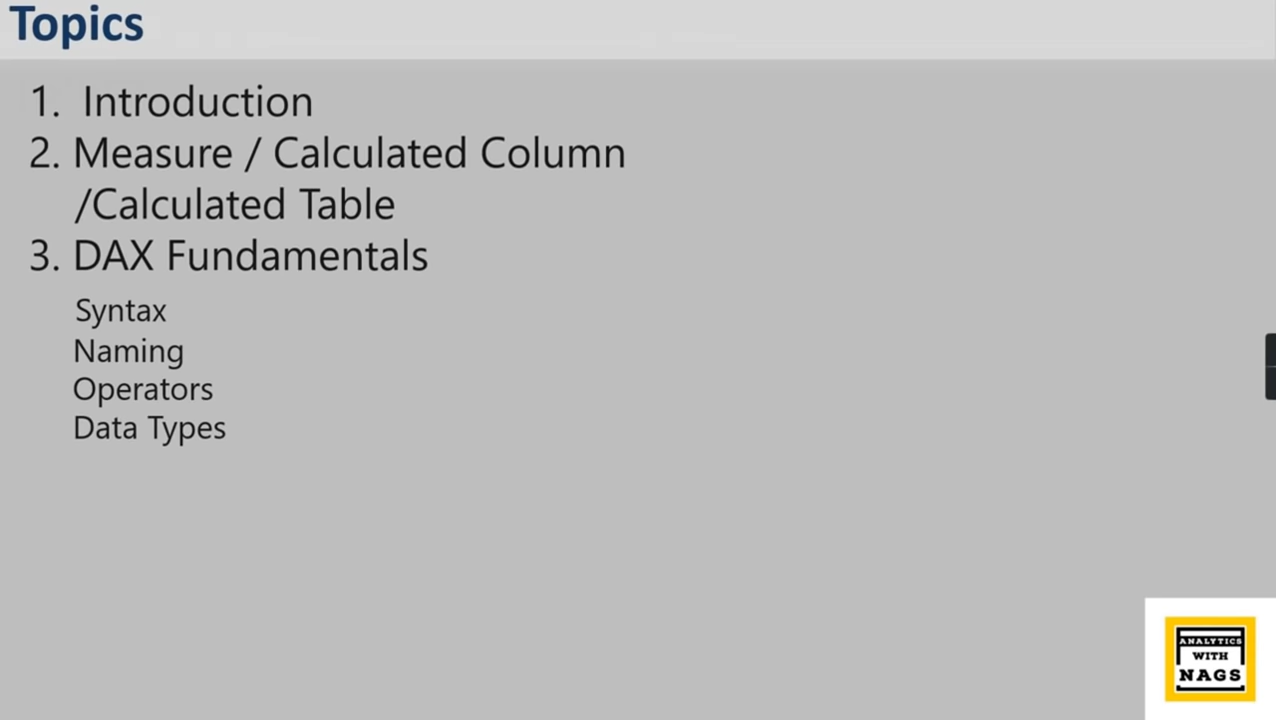 Topics
1. Introduction
2. Measure / Calculated Column
/Calculated Table
3. DAX Fundamentals
Syntax
Naming
Operators
Data Types
ANALYTICS
WITH
NAGS